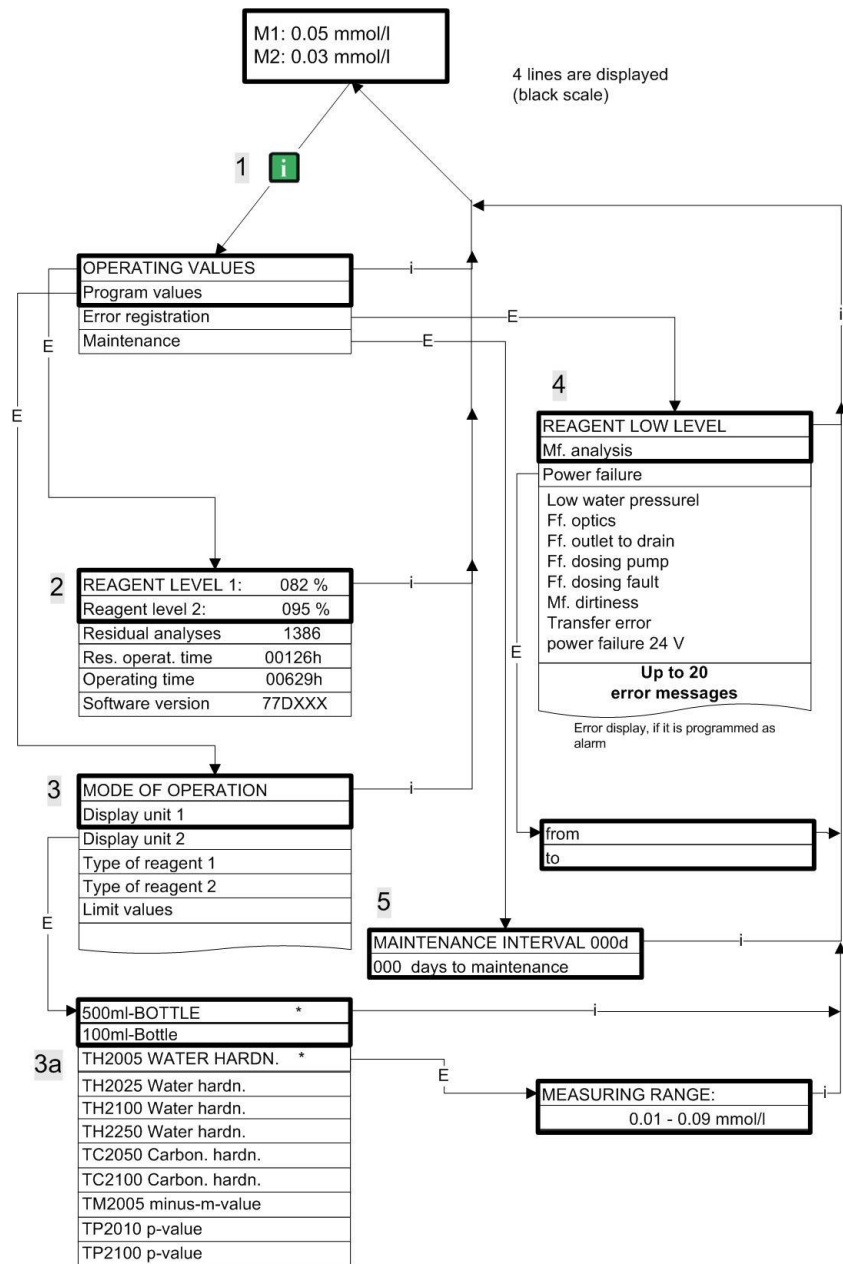 M1: 0.05 mmol/l
M2: 0.03 mmol/l
4 lines are displayed
(black scale)
1
i
OPERATING VALUES
i
Program values
Error registration
E
i
Maintenance
E
E
E
4
REAGENT LOW LEVEL
Mf. analysis
Power failure
Low water pressurel
Ff. optics
Ff. outlet to drain
Ff. dosing pump
Ff. dosing fault
Mf. dirtiness
Transfer error
power failure 24 V
E
Up to 20
error messages
Error display, if it is programmed as
alarm
2
REAGENT LEVEL 1: 082 %
i
Reagent level 2: 095 %
Residual analyses 1386
Res. operat. time 00126h
Operating time 00629h
Software version 77DXXX
3
MODE OF OPERATION
i
Display unit 1
Display unit 2
Type of reagent 1
Type of reagent 2
Limit values
E
from
to
5
MAINTENANCE INTERVAL 000d
i
000 days to maintenance
500ml-BOTTLE *
i
100ml-Bottle
3a
TH2005 WATER HARDN. *
E
TH2025 Water hardn.
TH2100 Water hardn.
TH2250 Water hardn.
TC2050 Carbon. hardn.
TC2100 Carbon. hardn.
TM2005 minus-m-value
TP2010 p-value
TP2100 p-value
MEASURING RANGE:
i
0.01 - 0.09 mmol/l